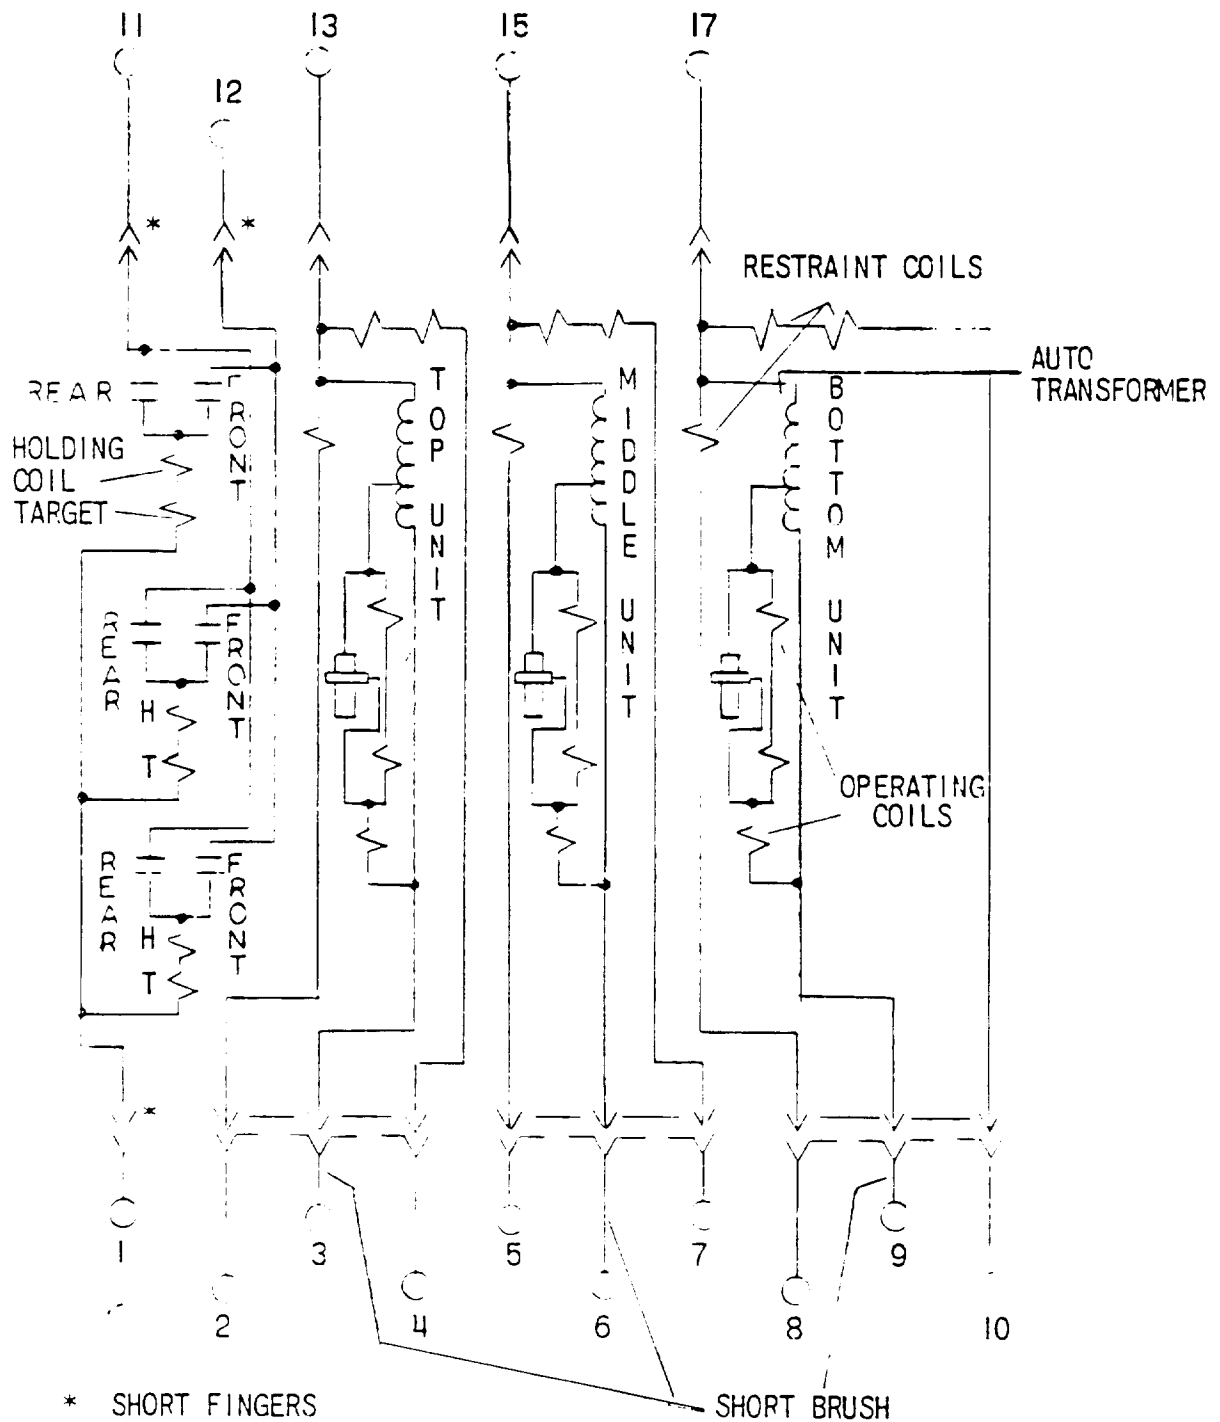 11
13
15
17
12
*
*
RESTRAINT COILS
AUTO
TRANSFORMER
REAR
FRONT
HOLDING
COIL
TARGET
TOP UNIT
MIDDLE UNIT
BOTTOM UNIT
REAR
FRONT
H
T
OPERATING
COILS
REAR
FRONT
H
T
*
1
3
5
7
9
2
4
6
8
10
* SHORT FINGERS
SHORT BRUSH